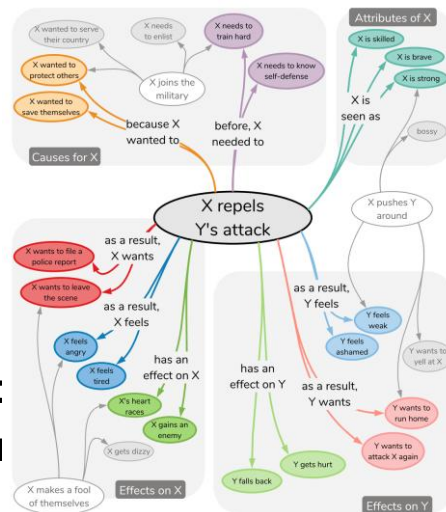 Attributes of X
X wanted to serve
their country
X needs
to enlist
X needs to
train hard
X is skilled
X is brave
X is strong
X wanted to
protect others
X joins the
military
X needs to know
self-defense
X wanted to
save themselves
because X
wanted to
before, X
needed to
X is
seen as
bossy
Causes for X
X pushes Y
around
X repels
Y's attack
X wants to file a
police report
as a result,
X wants
X wants to leave
the scene
as a result,
X feels
X feels
angry
X feels
tired
as a result,
Y feels
Y feels
weak
Y feels
ashamed
Y wants to
yell at X
has an
effect on X
has an
effect on Y
as a result,
Y wants
X's heart
races
X gains an
enemy
Y wants to
run home
X gets dizzy
Y gets hurt
Y wants to
attack X again
X makes a fool
of themselves
Effects on X
Y falls back
Effects on Y